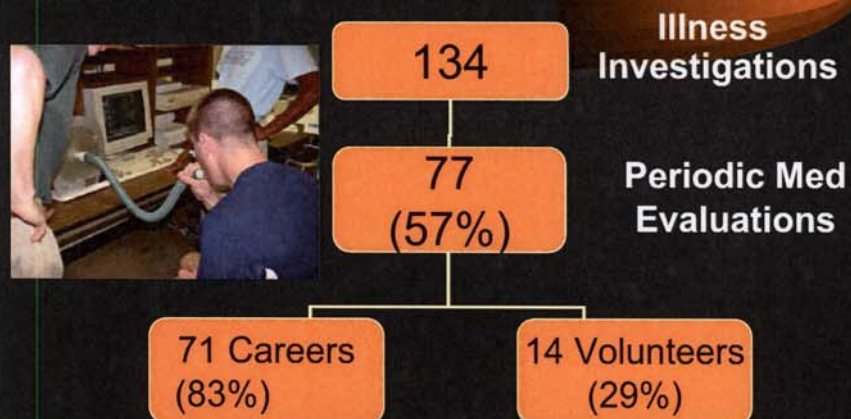 134
Illness
Investigations
77
(57%)
Periodic Med
Evaluations
71 Careers
(83%)
14 Volunteers
(29%)